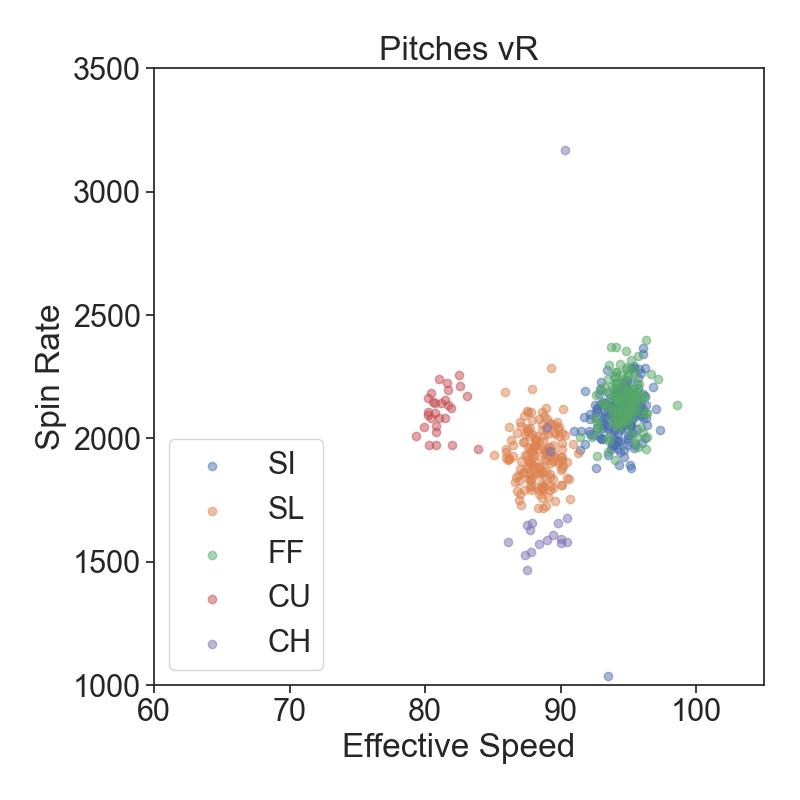 Pitches vR
3500
3000
2500
2000
1500
1000
Spin Rate
SI
SL
FF
CU
CH
60 70 80 90 100
Effective Speed